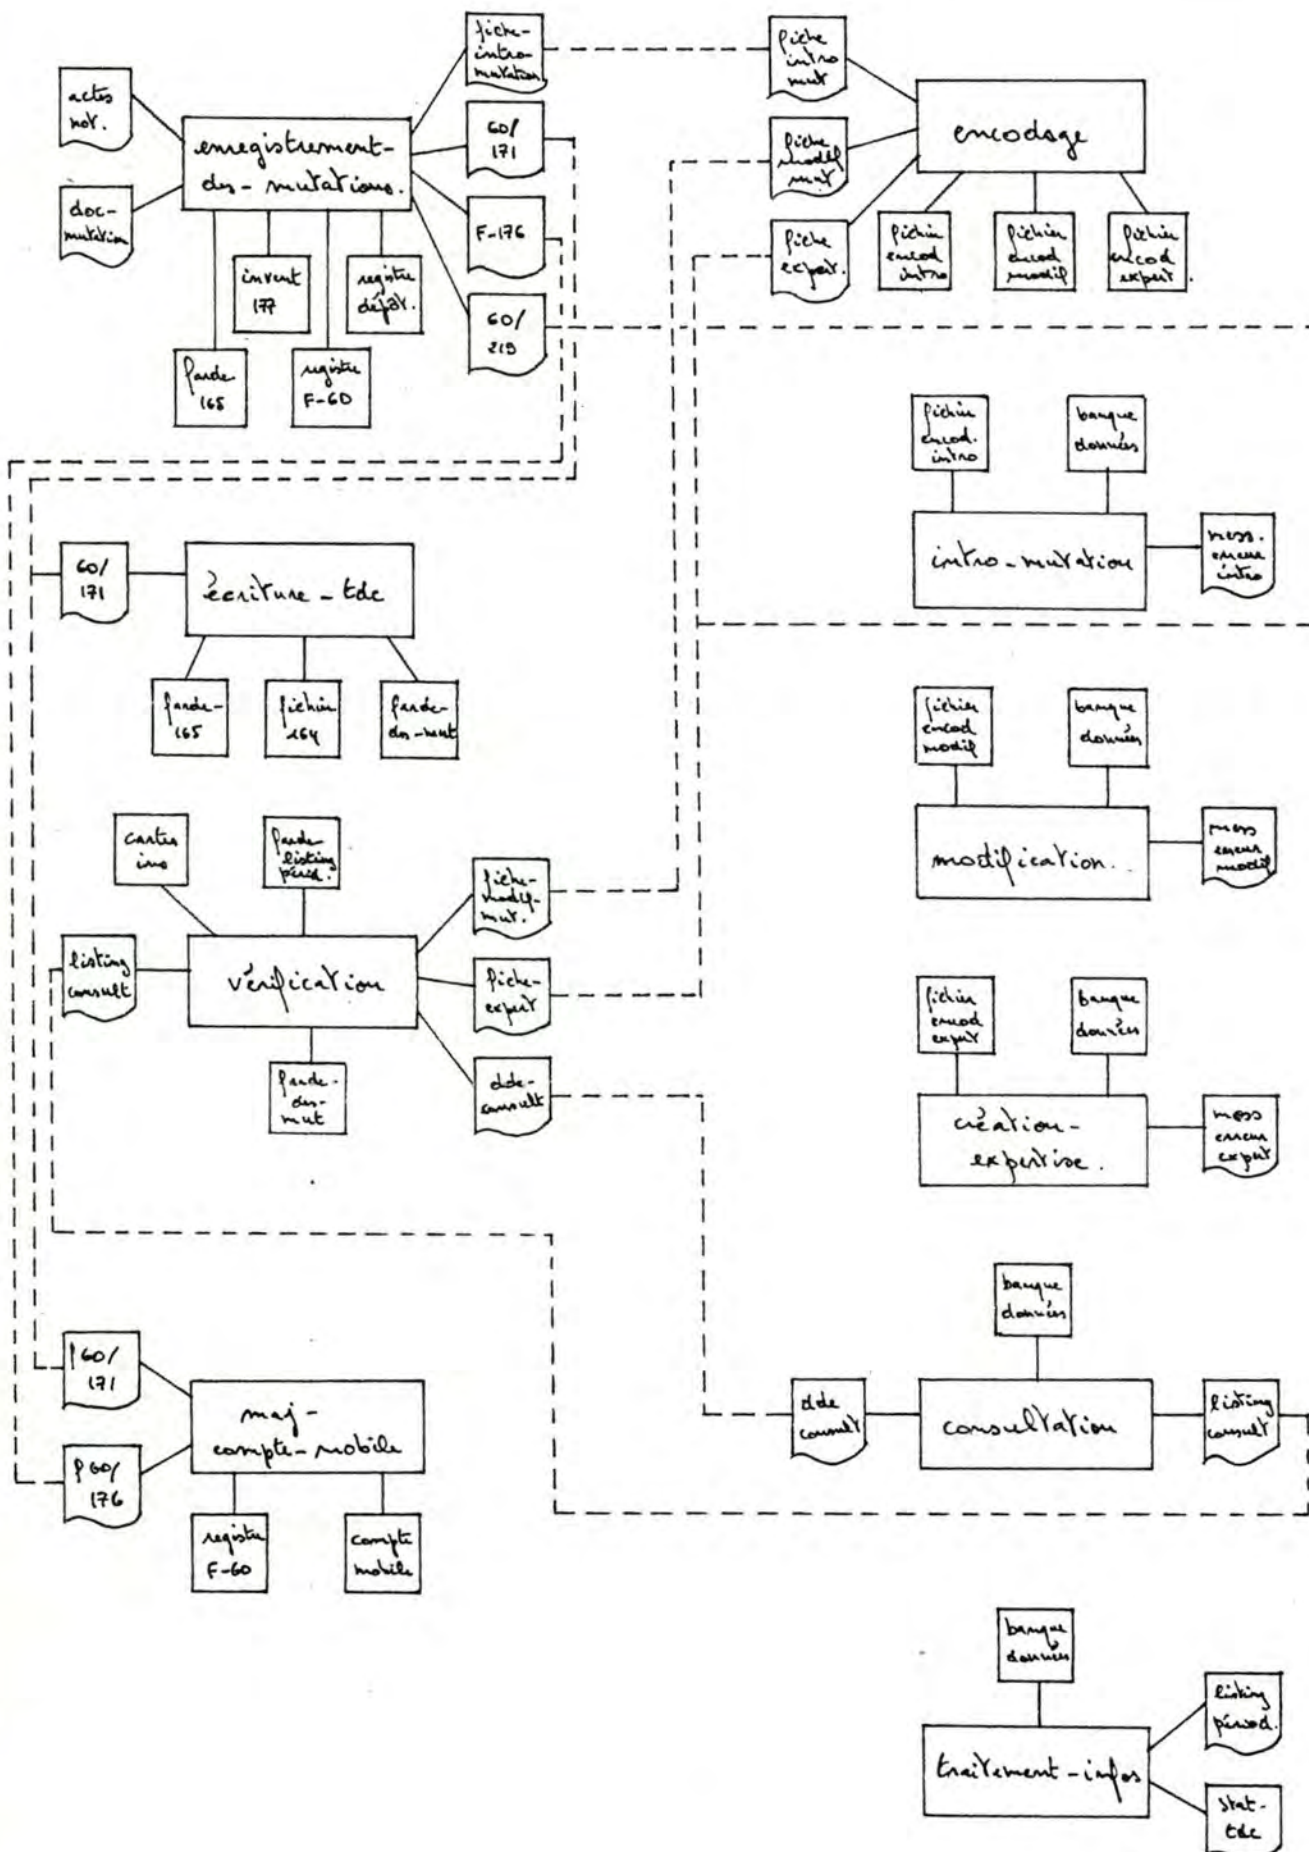 fiche-
intro-
mutation
actes
not.
60/
171
enregistrement-
des-mutations.
doc-
mutation
F-176
invent
177
registre
dépôt.
60/
219
farde
165
registre
F-60
fiche
intro
mut
encodage
fiche
modif
mut
fiche
expert.
fichier
encod
intro
fichier
encod
modif
fichier
encod
expert.
fichier
encod.
intro
banque
données
intro-mutation
mess.
erreur
intro
60/
171
écriture-tdc
farde-
165
fichier
164
farde-
dos-mut
fichier
encod
modif
banque
données
modification.
mess
erreur
modif
cartes
farde-
listing
pérod.
fiche-
modif-
mut.
listing
consult
vérification
fiche-
expert
farde-
dos-
mut
dde-
consult
fichier
encod
expert
banque
données
création-
expertise.
mess
erreur
expert
banque
données
dde
consult
consultation
listing
consult
f60/
171
maj-
compte-mobile
f60/
176
registre
F-60
compte
mobile
banque
données
listing
périod.
traitement-infos
stat-
tdc